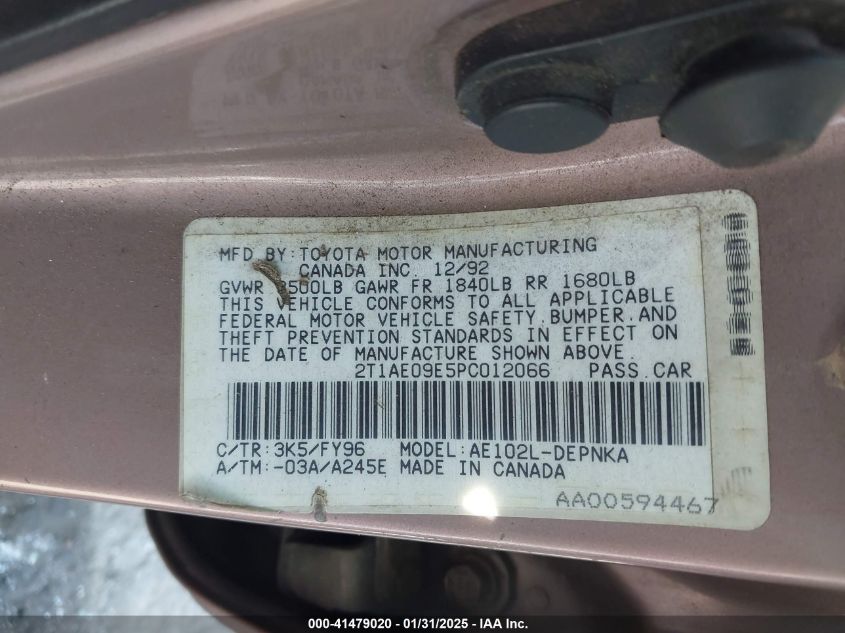 MFD BY: TOYOTA MOTOR MANUFACTURING
CANADA INC. 12/92
GVWR 500LB GAWR FR 1840LB RR 1680LB
THIS VEHICLE CONFORMS TO ALL APPLICABLE
FEDERAL MOTOR VEHICLE SAFETY, BUMPER, AND
THEFT PREVENTION STANDARDS IN EFFECT ON
THE DATE OF MANUFACTURE SHOWN ABOVE.
2T1AE09E5PC012066 PASS. CAR
C/TR: 3K5/FY96 MODEL: AE102L-DEPNKA
A/TM: -03A/A245E MADE IN CANADA
AA00594467
000-41479020 / 01/31/2025 - IAA Inc.